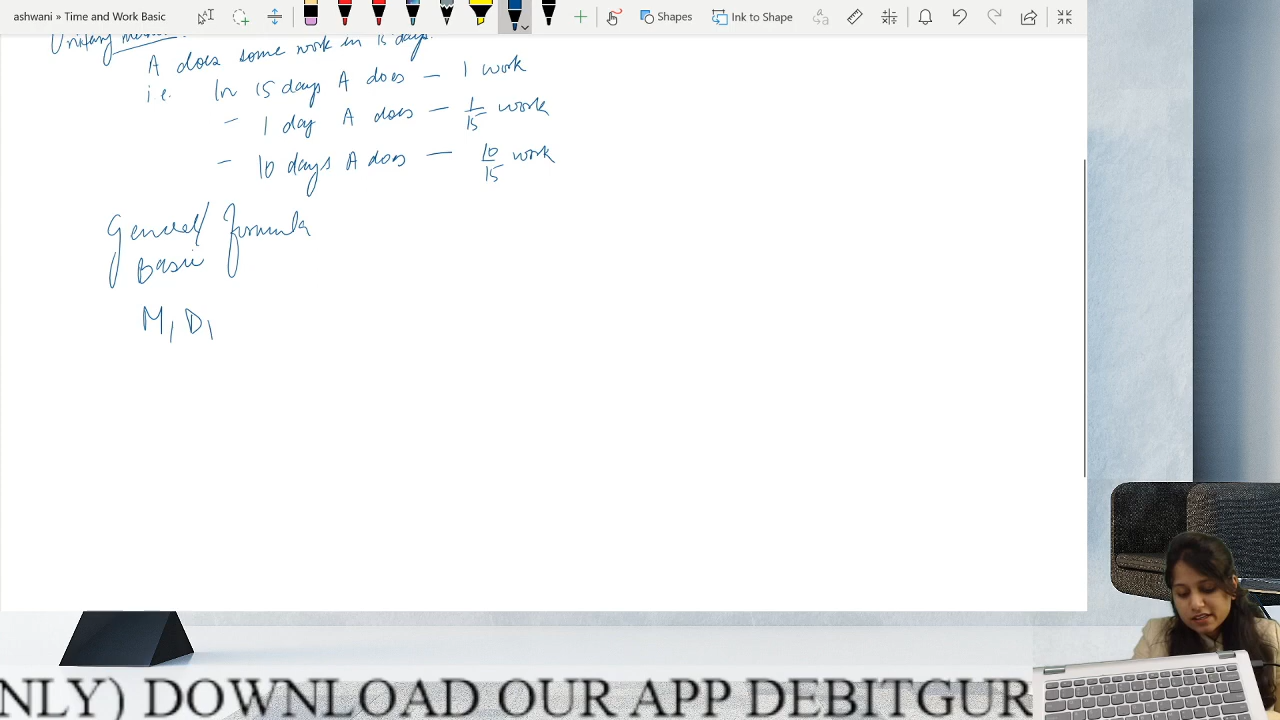 ashwani » Time and Work Basic
Shapes
Ink to Shape
Unitary
A does some work in 15 days.
i.e. In 15 days A does — 1 work
– 1 day A does — 1/15 work
– 10 days A does — 10/15 work
General/ formula
Basic
M₁ D₁
NLY) DOWNLOAD OUR APP DEBITGUR